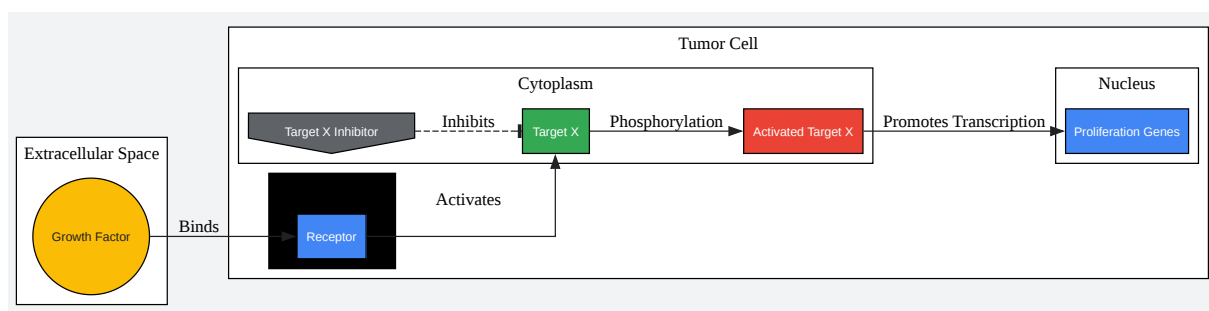 Tumor Cell
Cytoplasm
Nucleus
Target X Inhibitor
Inhibits
Target X
Phosphorylation
Activated Target X
Promotes Transcription
Proliferation Genes
Extracellular Space
Growth Factor
Binds
Receptor
Activates